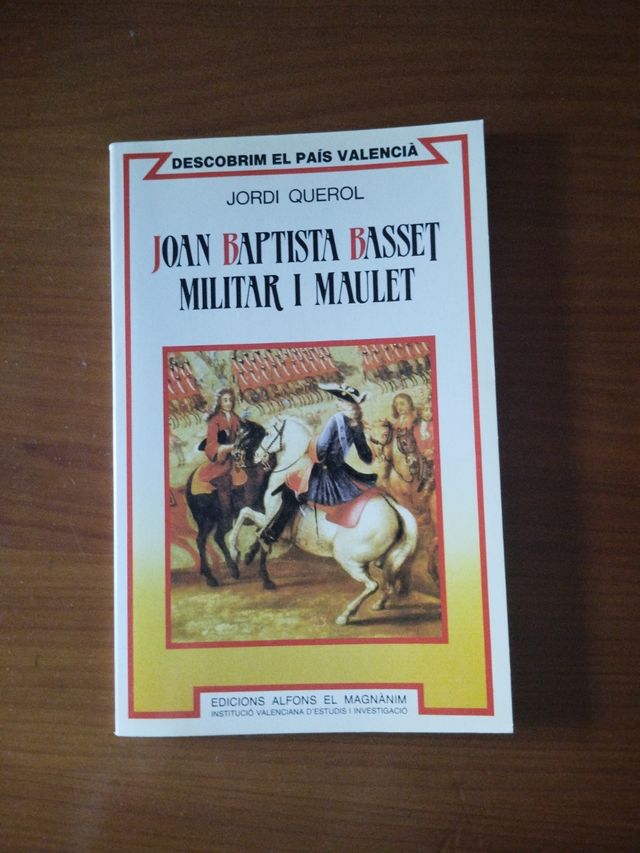 DESCOBRIM EL PAÍS VALENCIÀ
JORDI QUEROL
JOAN BAPTISTA BASSET
MILITAR I MAULET
EDICIONS ALFONS EL MAGNÀNIM
INSTITUCIÓ VALENCIANA D'ESTUDIS I INVESTIGACIÓ